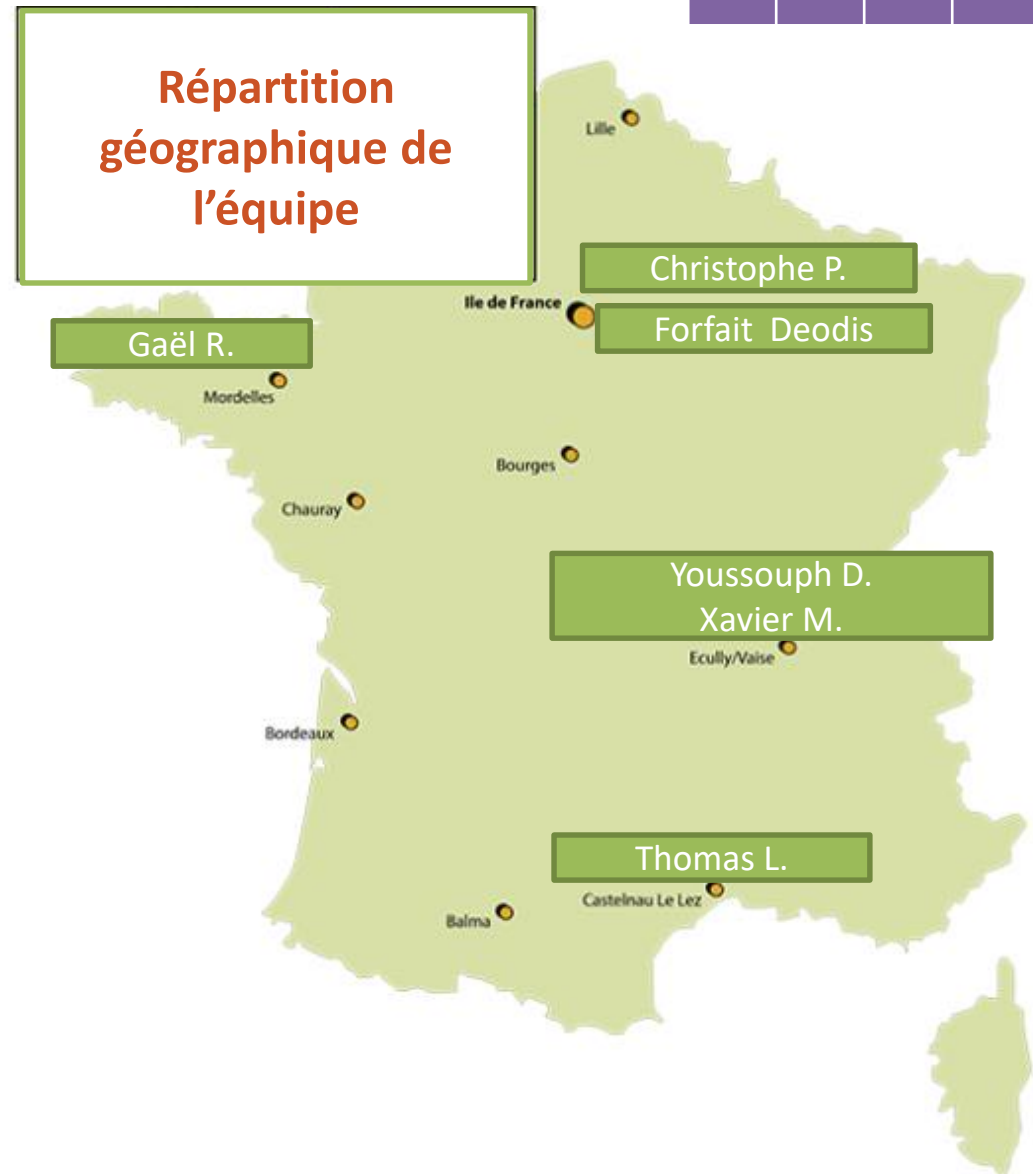 Répartition
géographique de
l’équipe
Lille
Christophe P.
Ile de France
Forfait Deodis
Gaël R.
Mordelles
Bourges
Chauray
Youssouph D.
Xavier M.
Ecully/Vaise
Bordeaux
Thomas L.
Castelnau Le Lez
Balma